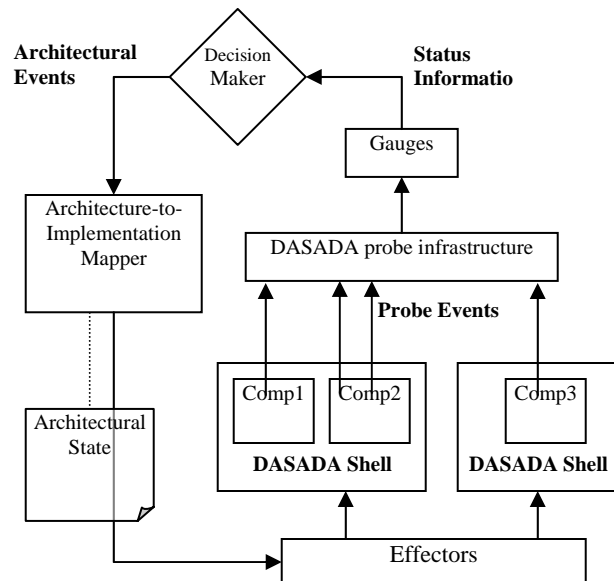 Architectural
Events
Decision
Maker
Status
Informatio
Gauges
Architecture-to-
Implementation
Mapper
DASADA probe infrastructure
Probe Events
Comp1
Comp2
Comp3
DASADA Shell
DASADA Shell
Architectural
State
Effectors